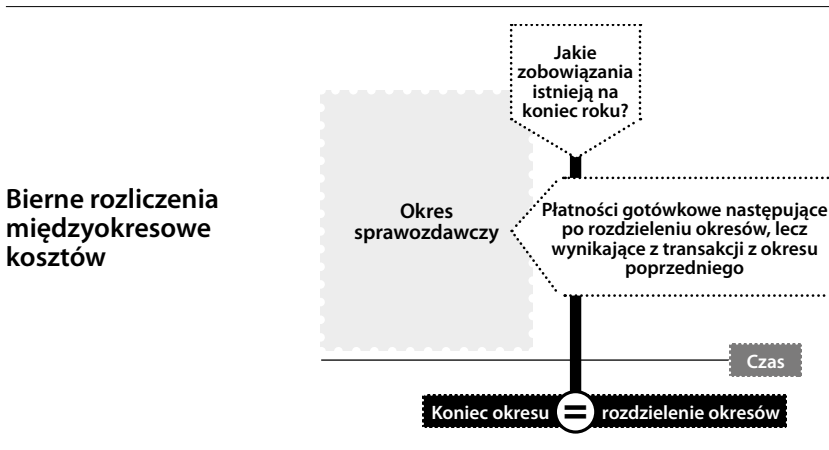 Bierne rozliczenia
międzyokresowe
kosztów
Jakie
zobowiązania
istnieją na
koniec roku?
Okres
sprawozdawczy
Płatności gotówkowe następujące
po rozdzieleniu okresów, lecz
wynikające z transakcji z okresu
poprzedniego
Czas
Koniec okresu = rozdzielenie okresów